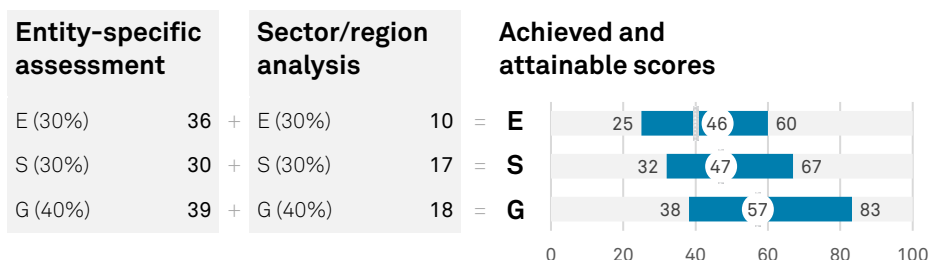 Entity-specific assessment
Sector/region analysis
Achieved and attainable scores
E (30%) 36 + E (30%) 10 = E 25 46 60
S (30%) 30 + S (30%) 17 = S 32 47 67
G (40%) 39 + G (40%) 18 = G 38 57 83
0 20 40 60 80 100